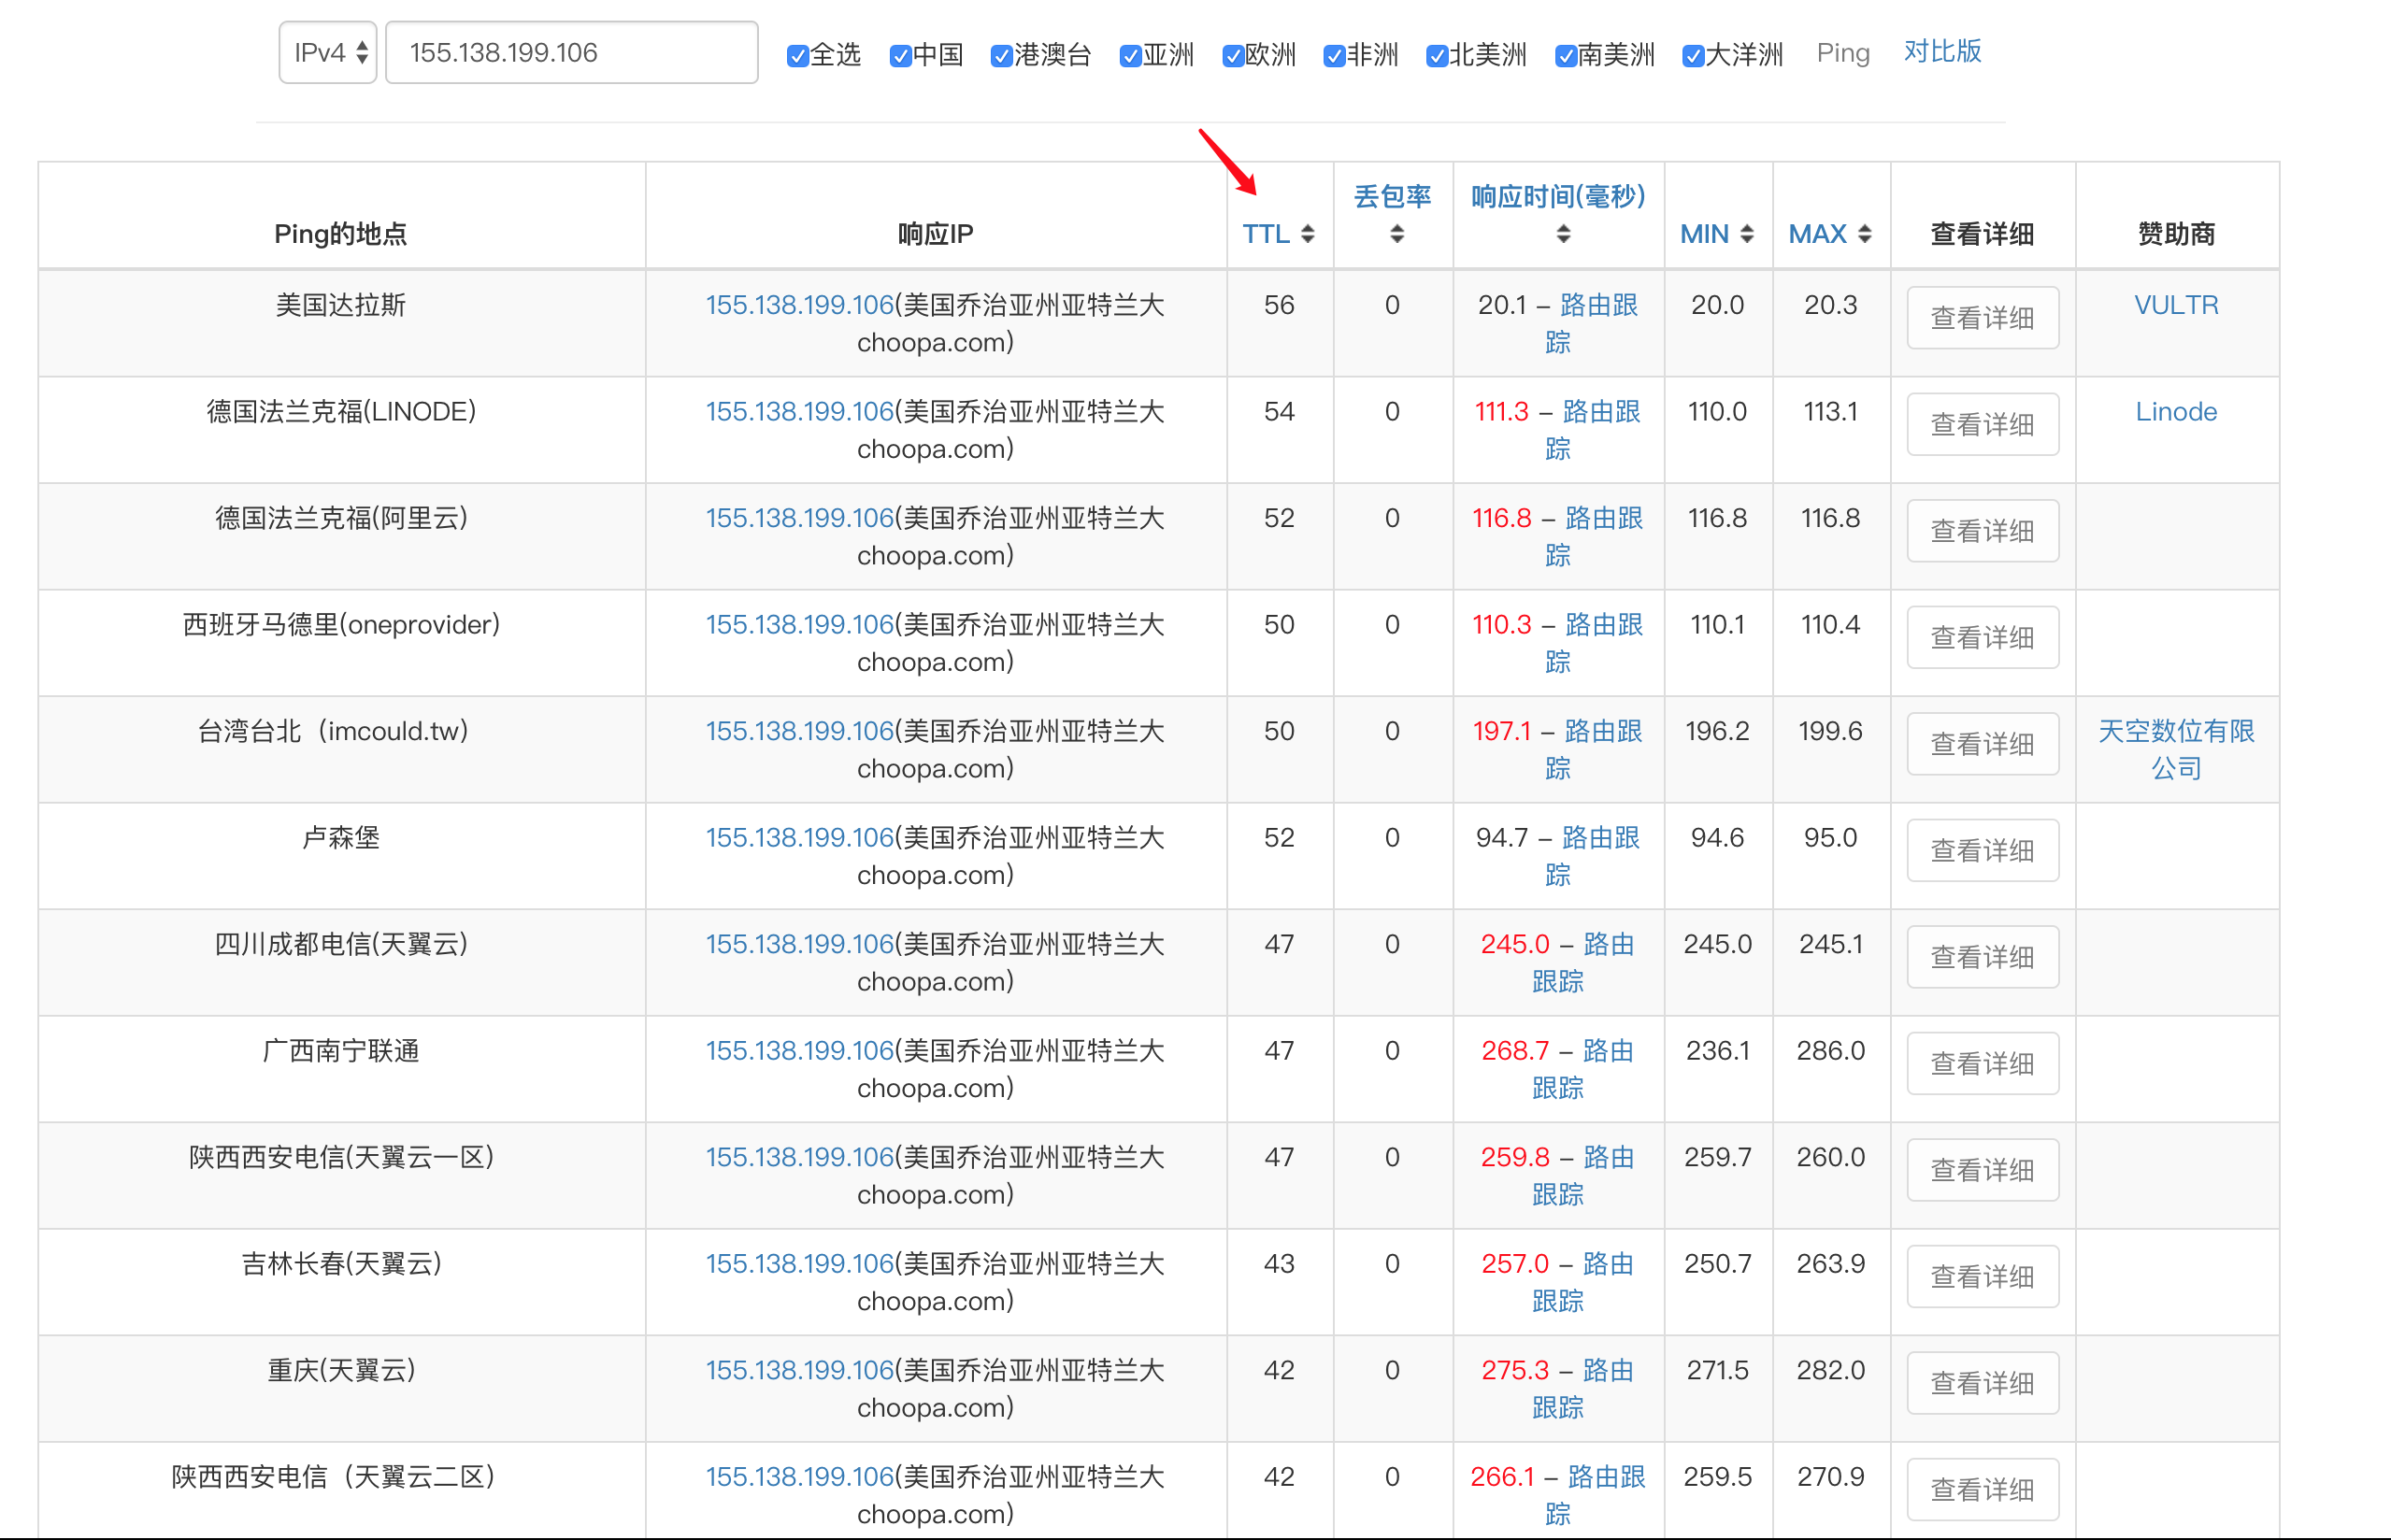 IPv4 155.138.199.106 全选 中国 港澳台 亚洲 欧洲 非洲 北美洲 南美洲 大洋洲 Ping 对比版
Ping的地点 响应IP TTL 丢包率 响应时间(毫秒) MIN MAX 查看详细 赞助商
美国达拉斯 155.138.199.106(美国乔治亚州亚特兰大 56 0 20.1 – 路由跟 20.0 20.3 查看详细 VULTR
choopa.com) 踪
德国法兰克福(LINODE) 155.138.199.106(美国乔治亚州亚特兰大 54 0 111.3 – 路由跟 110.0 113.1 查看详细 Linode
choopa.com) 踪
德国法兰克福(阿里云) 155.138.199.106(美国乔治亚州亚特兰大 52 0 116.8 – 路由跟 116.8 116.8 查看详细
choopa.com) 踪
西班牙马德里(oneprovider) 155.138.199.106(美国乔治亚州亚特兰大 50 0 110.3 – 路由跟 110.1 110.4 查看详细
choopa.com) 踪
台湾台北（imcould.tw） 155.138.199.106(美国乔治亚州亚特兰大 50 0 197.1 – 路由跟 196.2 199.6 查看详细 天空数位有限
choopa.com) 踪 公司
卢森堡 155.138.199.106(美国乔治亚州亚特兰大 52 0 94.7 – 路由跟 94.6 95.0 查看详细
choopa.com) 踪
四川成都电信(天翼云) 155.138.199.106(美国乔治亚州亚特兰大 47 0 245.0 – 路由 245.0 245.1 查看详细
choopa.com) 跟踪
广西南宁联通 155.138.199.106(美国乔治亚州亚特兰大 47 0 268.7 – 路由 236.1 286.0 查看详细
choopa.com) 跟踪
陕西西安电信(天翼云一区) 155.138.199.106(美国乔治亚州亚特兰大 47 0 259.8 – 路由 259.7 260.0 查看详细
choopa.com) 跟踪
吉林长春(天翼云) 155.138.199.106(美国乔治亚州亚特兰大 43 0 257.0 – 路由 250.7 263.9 查看详细
choopa.com) 跟踪
重庆(天翼云) 155.138.199.106(美国乔治亚州亚特兰大 42 0 275.3 – 路由 271.5 282.0 查看详细
choopa.com) 跟踪
陕西西安电信（天翼云二区） 155.138.199.106(美国乔治亚州亚特兰大 42 0 266.1 – 路由跟 259.5 270.9 查看详细
choopa.com) 踪